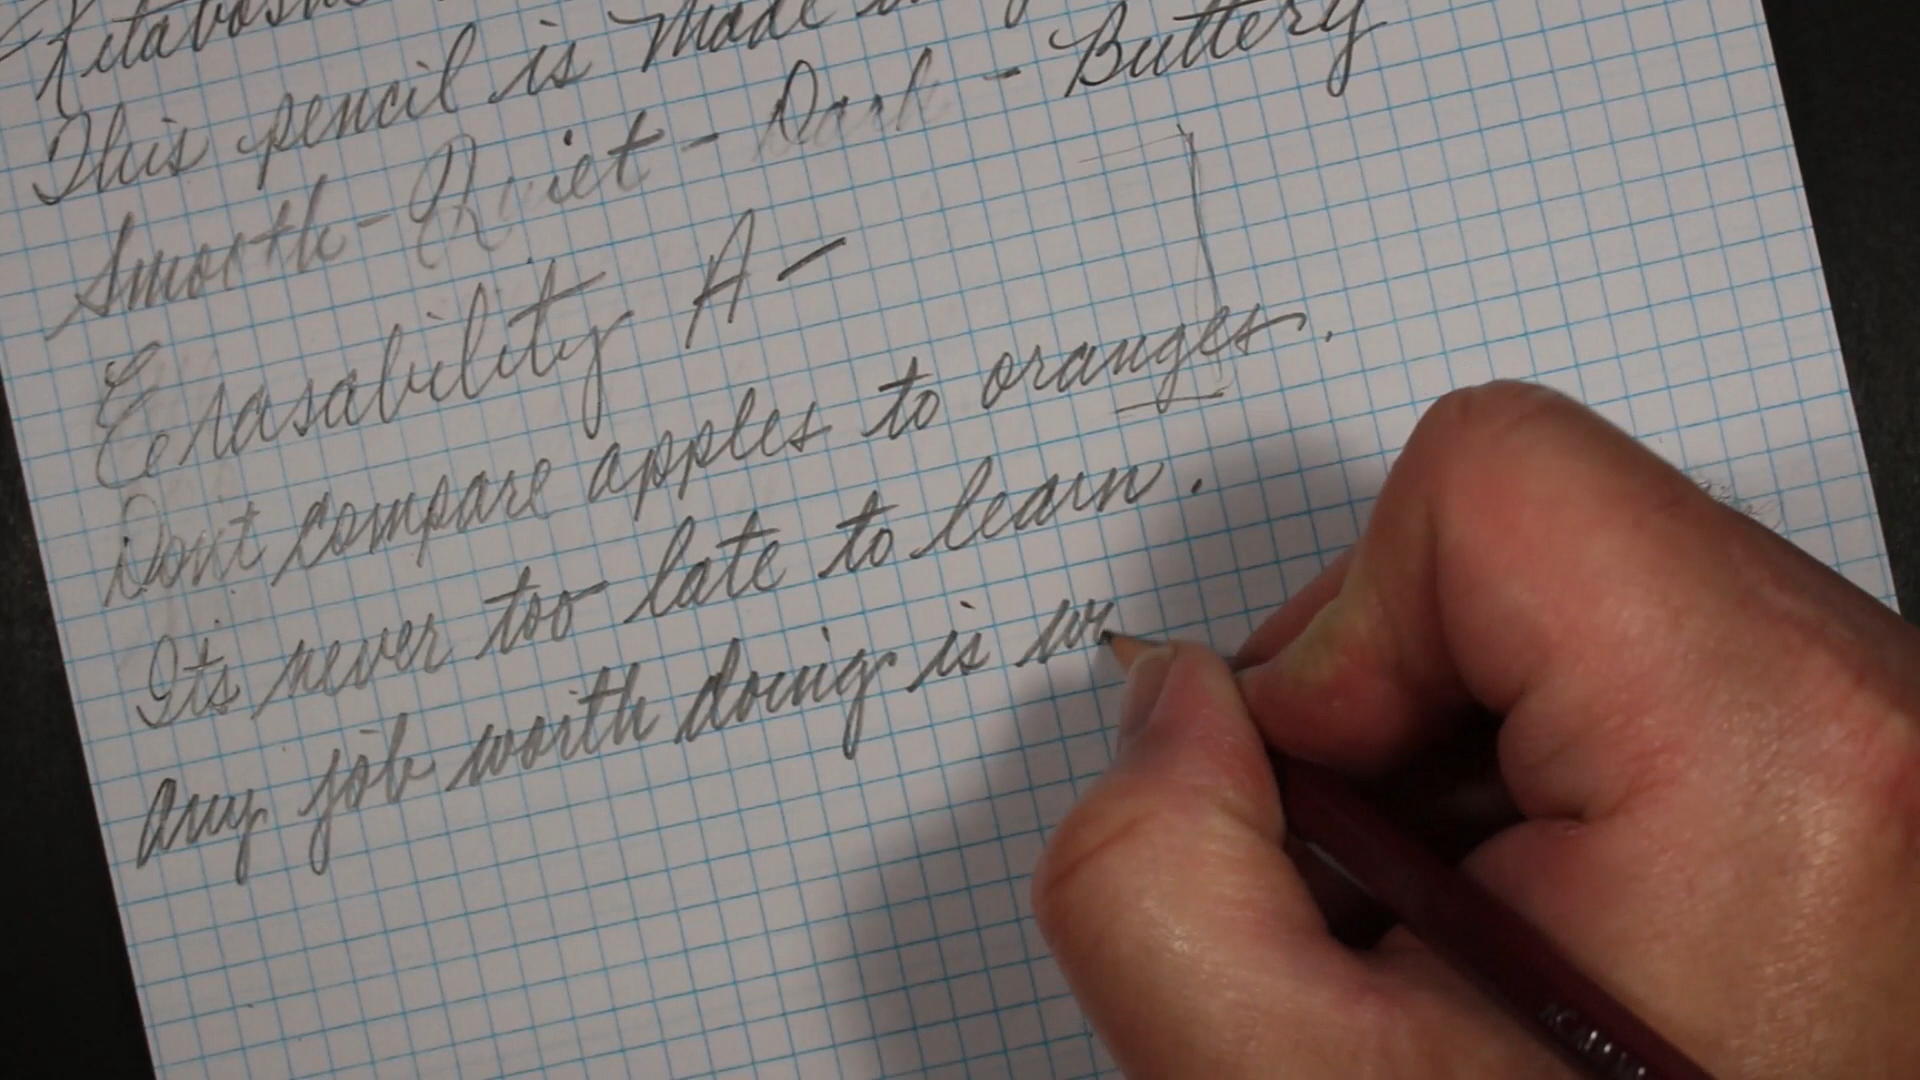 This pencil is made
Smooth - Quiet - Dark - Buttery
Erasability A-
Dont compare apples to oranges.
Its never too late to learn.
any job worth doing is wr